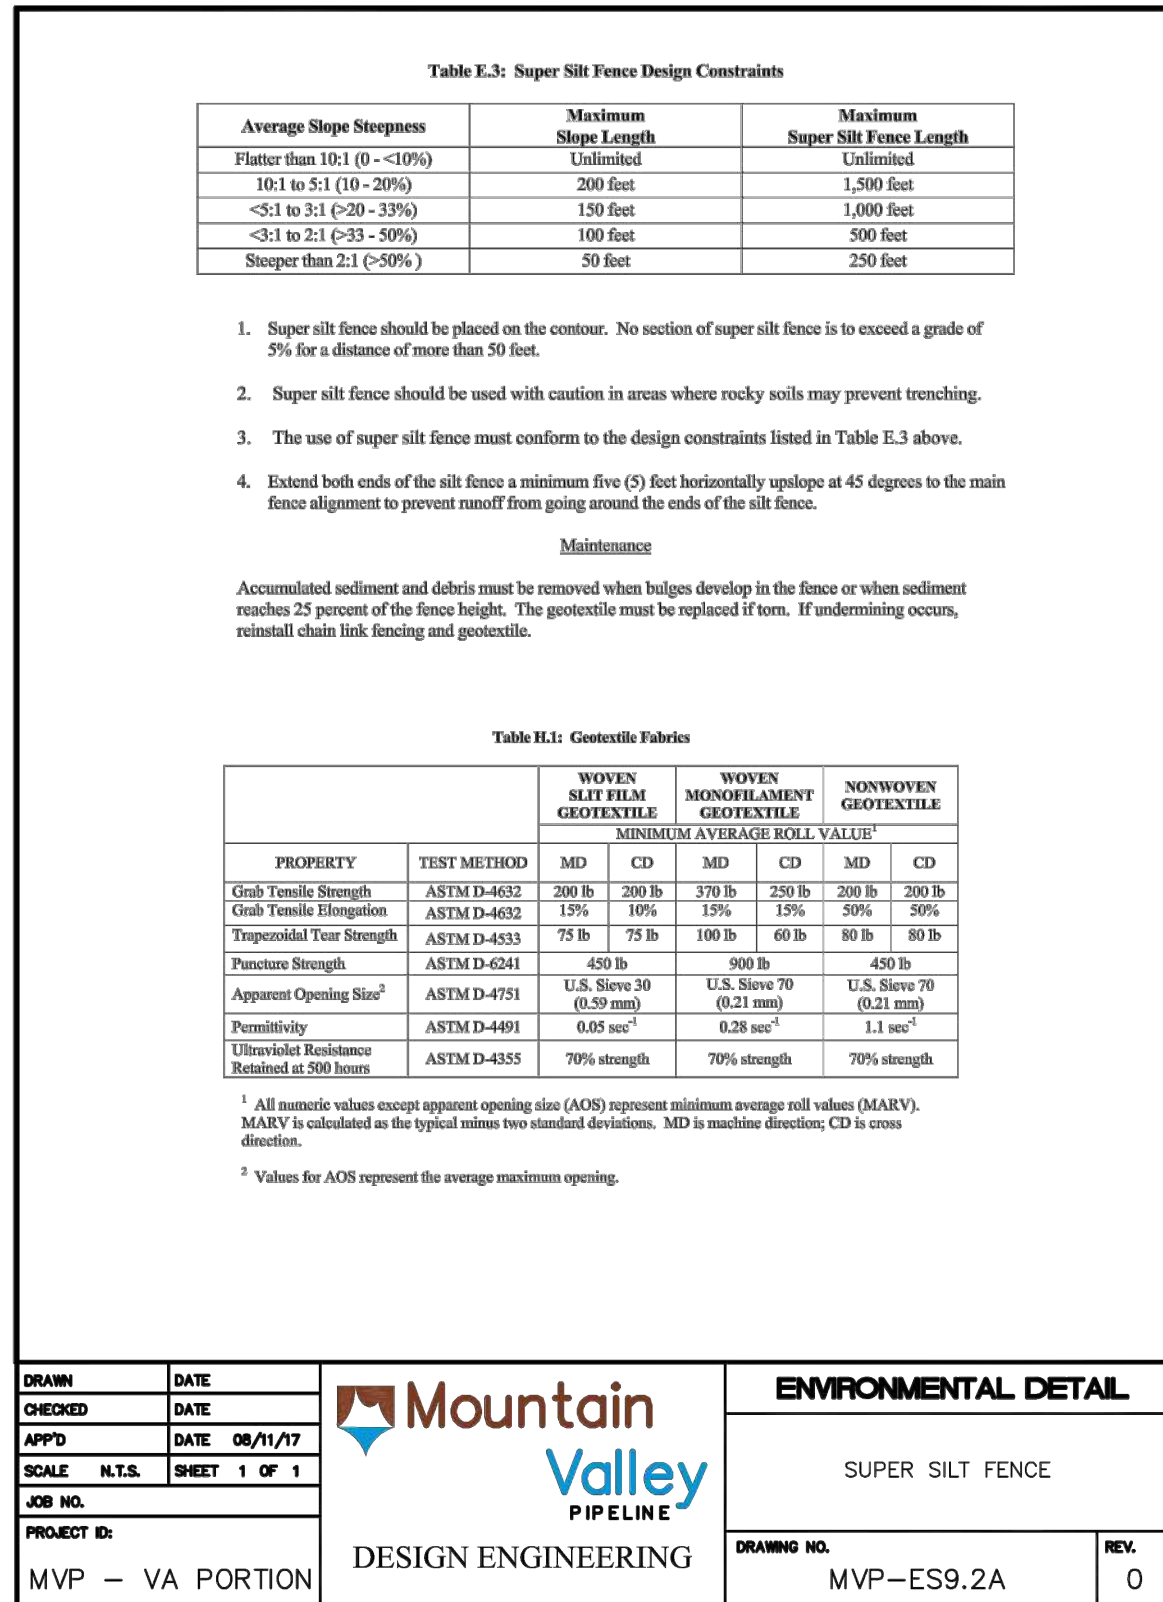 Table E.3: Super Silt Fence Design Constraints
Average Slope Steepness
Maximum
Slope Length
Maximum
Super Silt Fence Length
Flatter than 10:1 (0 - <10%) Unlimited Unlimited
10:1 to 5:1 (10 - 20%) 200 feet 1,500 feet
<5:1 to 3:1 (>20 - 33%) 150 feet 1,000 feet
<3:1 to 2:1 (>33 - 50%) 100 feet 500 feet
Steeper than 2:1 (>50% ) 50 feet 250 feet
1. Super silt fence should be placed on the contour. No section of super silt fence is to exceed a grade of
5% for a distance of more than 50 feet.
2. Super silt fence should be used with caution in areas where rocky soils may prevent trenching.
3. The use of super silt fence must conform to the design constraints listed in Table E.3 above.
4. Extend both ends of the silt fence a minimum five (5) feet horizontally upslope at 45 degrees to the main
fence alignment to prevent runoff from going around the ends of the silt fence.
Maintenance
Accumulated sediment and debris must be removed when bulges develop in the fence or when sediment
reaches 25 percent of the fence height. The geotextile must be replaced if torn. If undermining occurs,
reinstall chain link fencing and geotextile.
Table H.1: Geotextile Fabrics
WOVEN
SLIT FILM
GEOTEXTILE
WOVEN
MONOFILAMENT
GEOTEXTILE
NONWOVEN
GEOTEXTILE
MINIMUM AVERAGE ROLL VALUE¹
PROPERTY TEST METHOD MD CD MD CD MD CD
Grab Tensile Strength ASTM D-4632 200 lb 200 lb 370 lb 250 lb 200 lb 200 lb
Grab Tensile Elongation ASTM D-4632 15% 10% 15% 15% 50% 50%
Trapezoidal Tear Strength ASTM D-4533 75 lb 75 lb 100 lb 60 lb 80 lb 80 lb
Puncture Strength ASTM D-6241 450 lb 900 lb 450 lb
Apparent Opening Size² ASTM D-4751
U.S. Sieve 30
(0.59 mm)
U.S. Sieve 70
(0.21 mm)
U.S. Sieve 70
(0.21 mm)
Permittivity ASTM D-4491 0.05 sec⁻¹ 0.28 sec⁻¹ 1.1 sec⁻¹
Ultraviolet Resistance
Retained at 500 hours
ASTM D-4355 70% strength 70% strength 70% strength
¹ All numeric values except apparent opening size (AOS) represent minimum average roll values (MARV).
MARV is calculated as the typical minus two standard deviations. MD is machine direction; CD is cross
direction.
² Values for AOS represent the average maximum opening.
DRAWN DATE
CHECKED DATE
APP'D DATE 08/11/17
SCALE N.T.S. SHEET 1 OF 1
JOB NO.
PROJECT ID:
MVP – VA PORTION
Mountain
Valley
PIPELINE
DESIGN ENGINEERING
ENVIRONMENTAL DETAIL
SUPER SILT FENCE
DRAWING NO.
MVP–ES9.2A
REV.
0